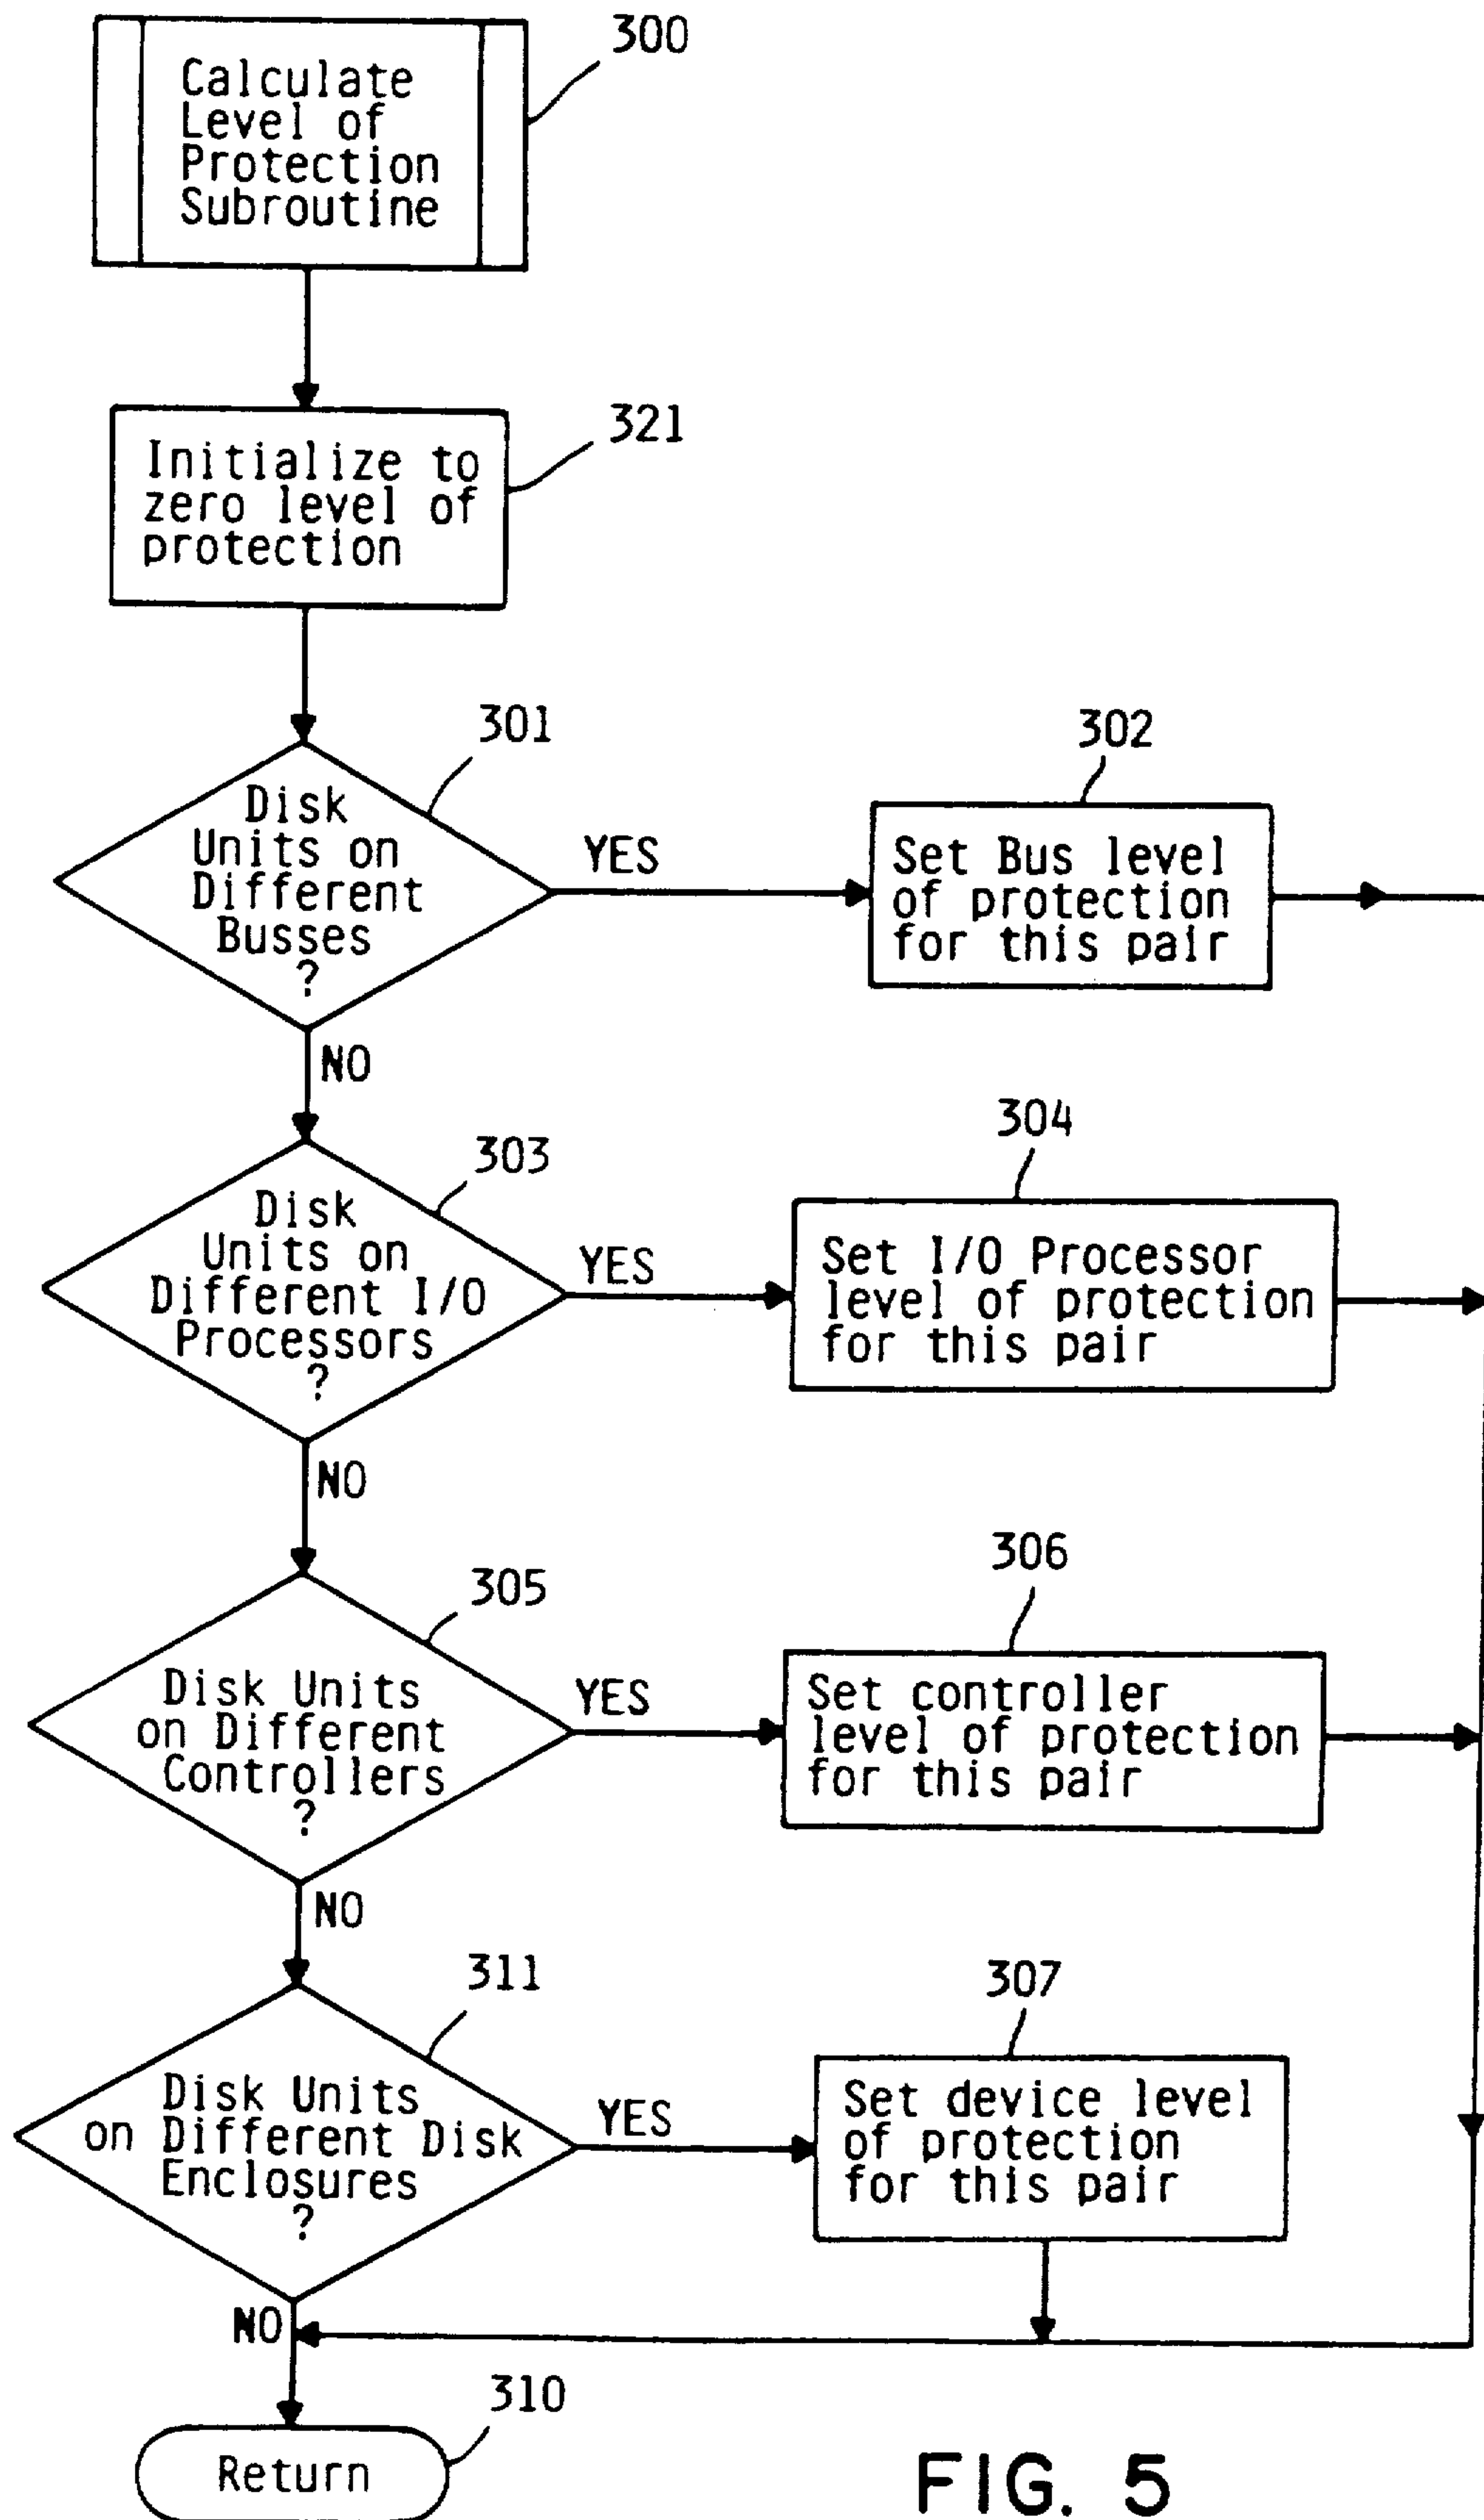 300
Calculate
Level of
Protection
Subroutine
321
Initialize to
zero level of
protection
301
Disk
Units on
Different
Busses
?
YES
302
Set Bus level
of protection
for this pair
NO
303
Disk
Units on
Different I/O
Processors
?
YES
304
Set I/O Processor
level of protection
for this pair
NO
305
Disk Units
on Different
Controllers
?
YES
306
Set controller
level of protection
for this pair
NO
311
Disk Units
on Different Disk
Enclosures
?
YES
307
Set device level
of protection
for this pair
NO
310
Return
FIG. 5